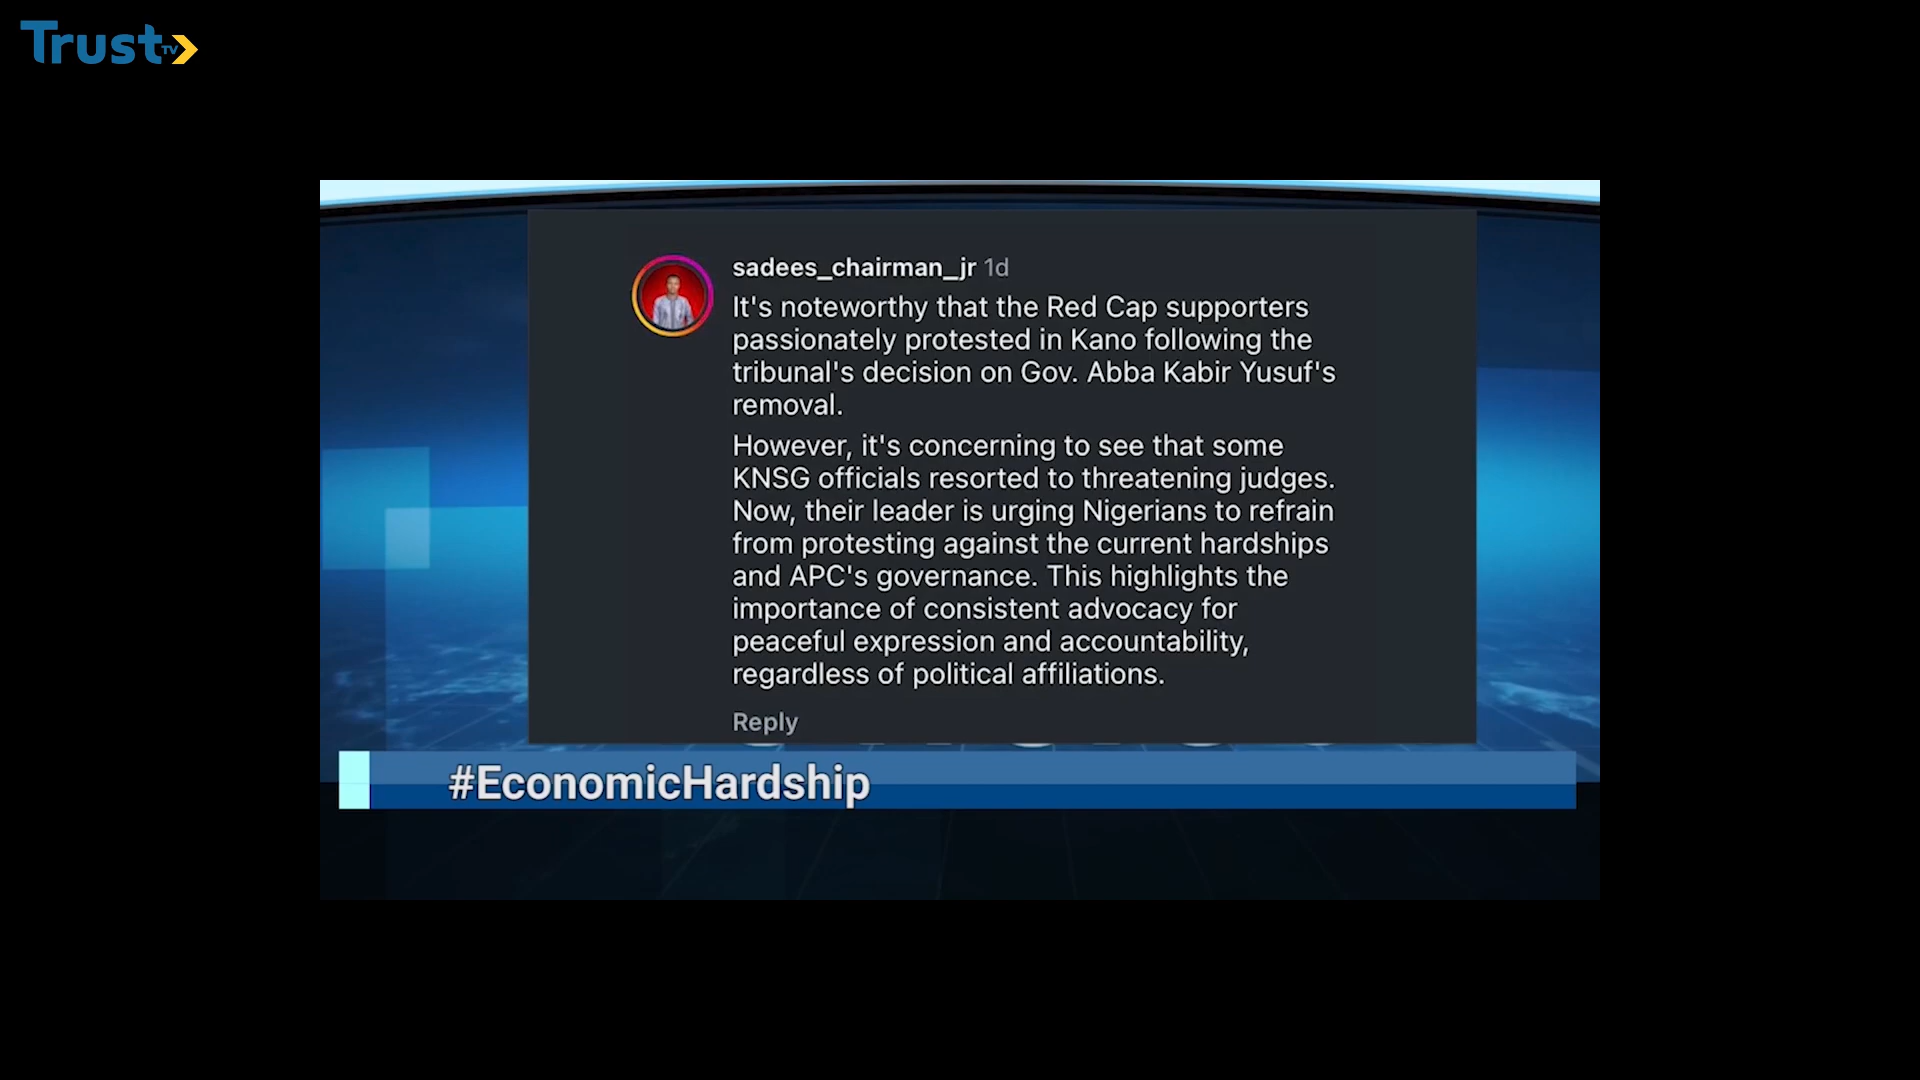 Trust TV
sadees_chairman_jr 1d
It's noteworthy that the Red Cap supporters
passionately protested in Kano following the
tribunal's decision on Gov. Abba Kabir Yusuf's
removal.
However, it's concerning to see that some
KNSG officials resorted to threatening judges.
Now, their leader is urging Nigerians to refrain
from protesting against the current hardships
and APC's governance. This highlights the
importance of consistent advocacy for
peaceful expression and accountability,
regardless of political affiliations.
Reply
#EconomicHardship